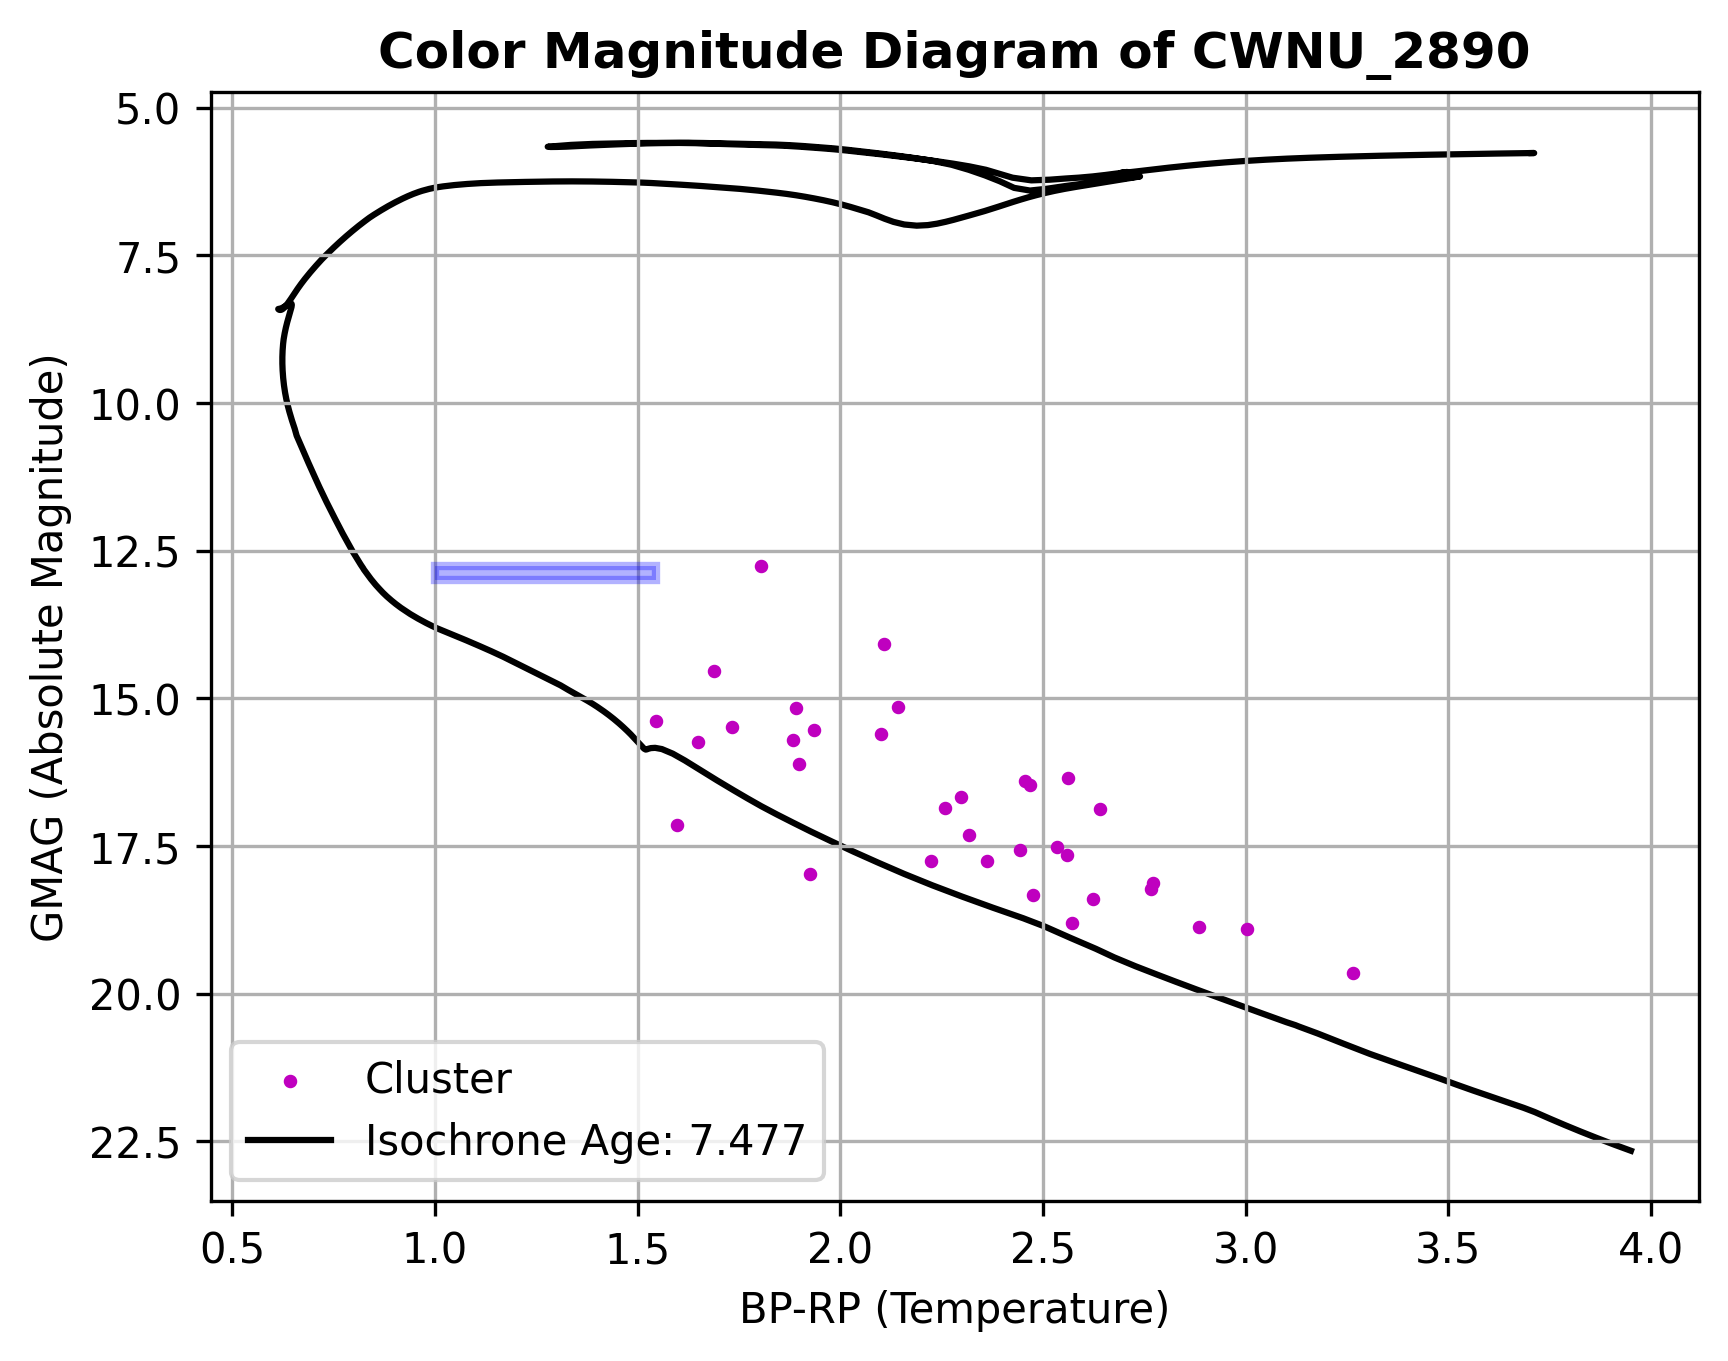 Color Magnitude Diagram of CWNU_2890
GMAG (Absolute Magnitude)
5.0
7.5
10.0
12.5
15.0
17.5
20.0
22.5
Cluster
Isochrone Age: 7.477
0.5 1.0 1.5 2.0 2.5 3.0 3.5 4.0
BP-RP (Temperature)